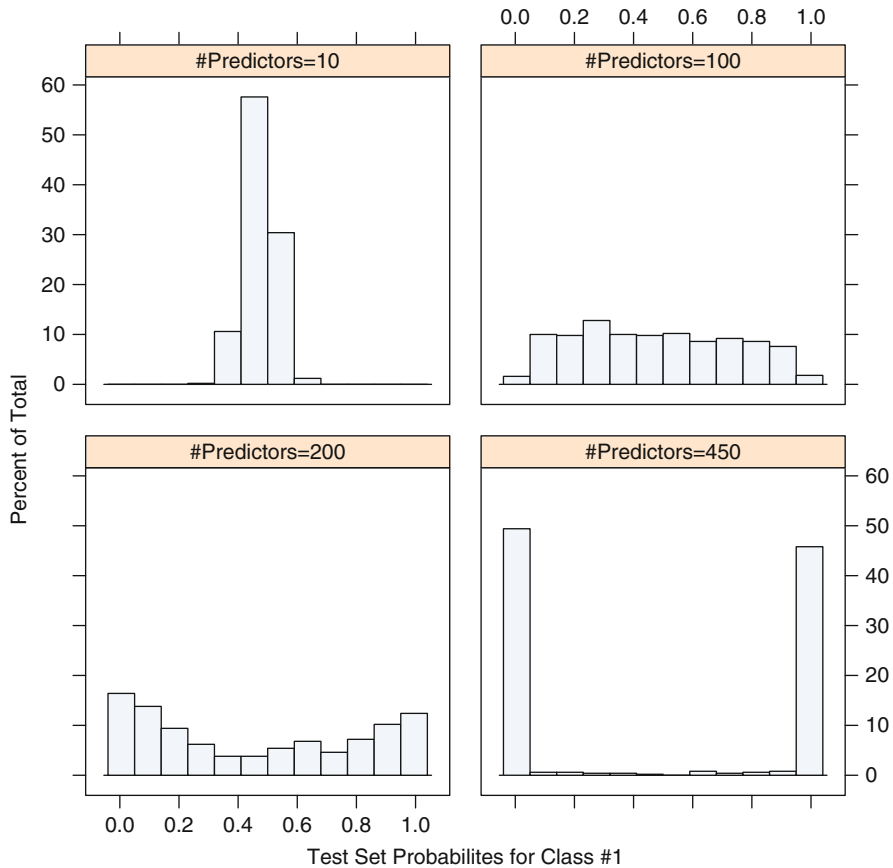 0.0 0.2 0.4 0.6 0.8 1.0
#Predictors=10 #Predictors=100
60
50
40
30
20
10
0
Percent of Total
#Predictors=200 #Predictors=450
60
50
40
30
20
10
0
0.0 0.2 0.4 0.6 0.8 1.0
Test Set Probabilites for Class #1